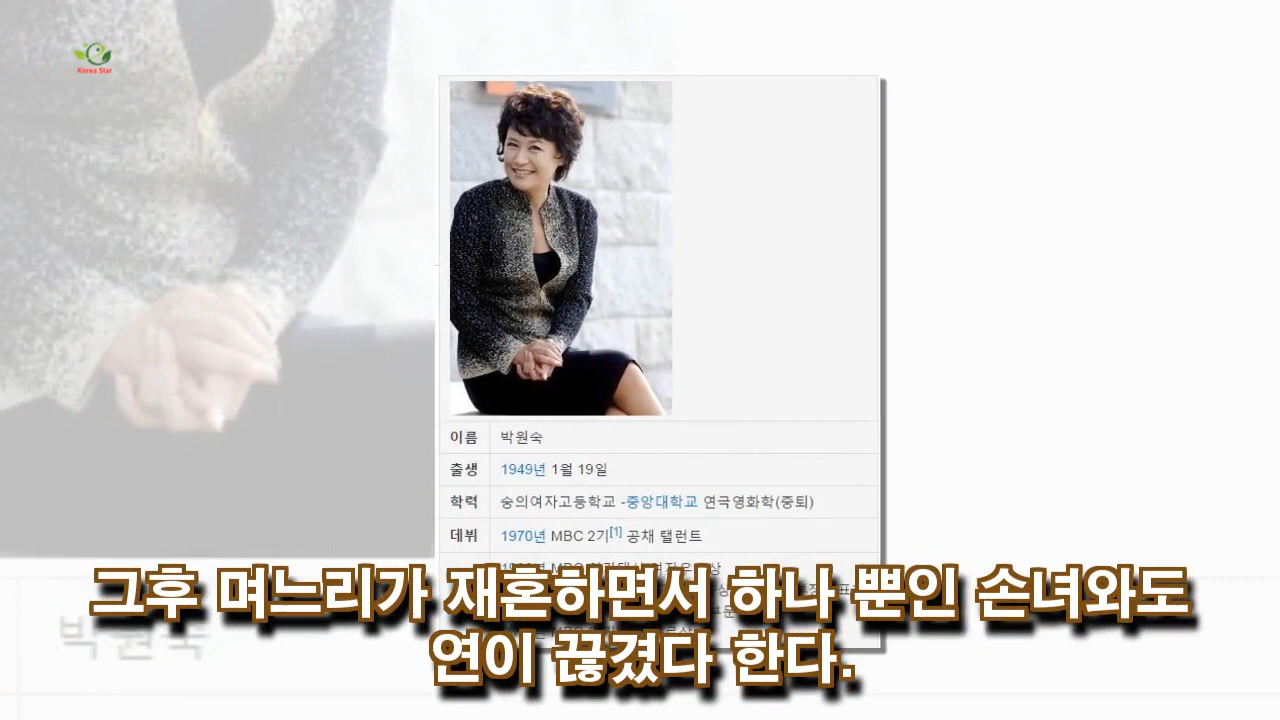 Korea Star
이름 박원숙
출생 1949년 1월 19일
학력 숭의여자고등학교 -중앙대학교 연극영화학(중퇴)
데뷔 1970년 MBC 2기[1] 공채 탤런트
그후 며느리가 재혼하면서 하나 뿐인 손녀와도
연이 끊겼다 한다.
박원숙